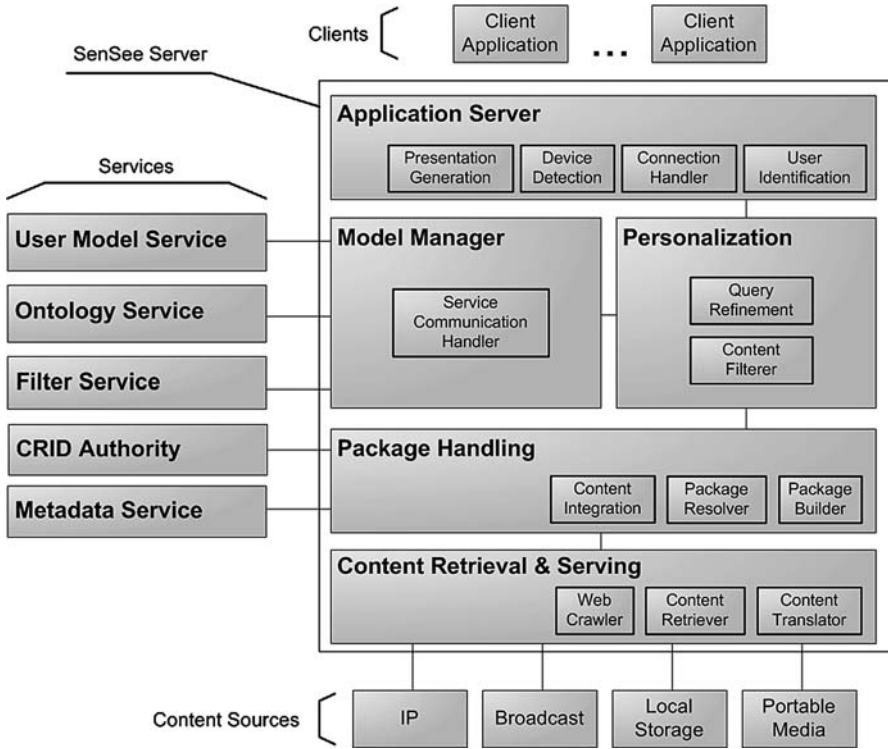 Clients
Client
Application
...
Client
Application
SenSee Server
Application Server
Presentation
Generation
Device
Detection
Connection
Handler
User
Identification
Services
User Model Service
Ontology Service
Filter Service
CRID Authority
Metadata Service
Model Manager
Service
Communication
Handler
Personalization
Query
Refinement
Content
Filterer
Package Handling
Content
Integration
Package
Resolver
Package
Builder
Content Retrieval & Serving
Web
Crawler
Content
Retriever
Content
Translator
Content Sources
IP
Broadcast
Local
Storage
Portable
Media